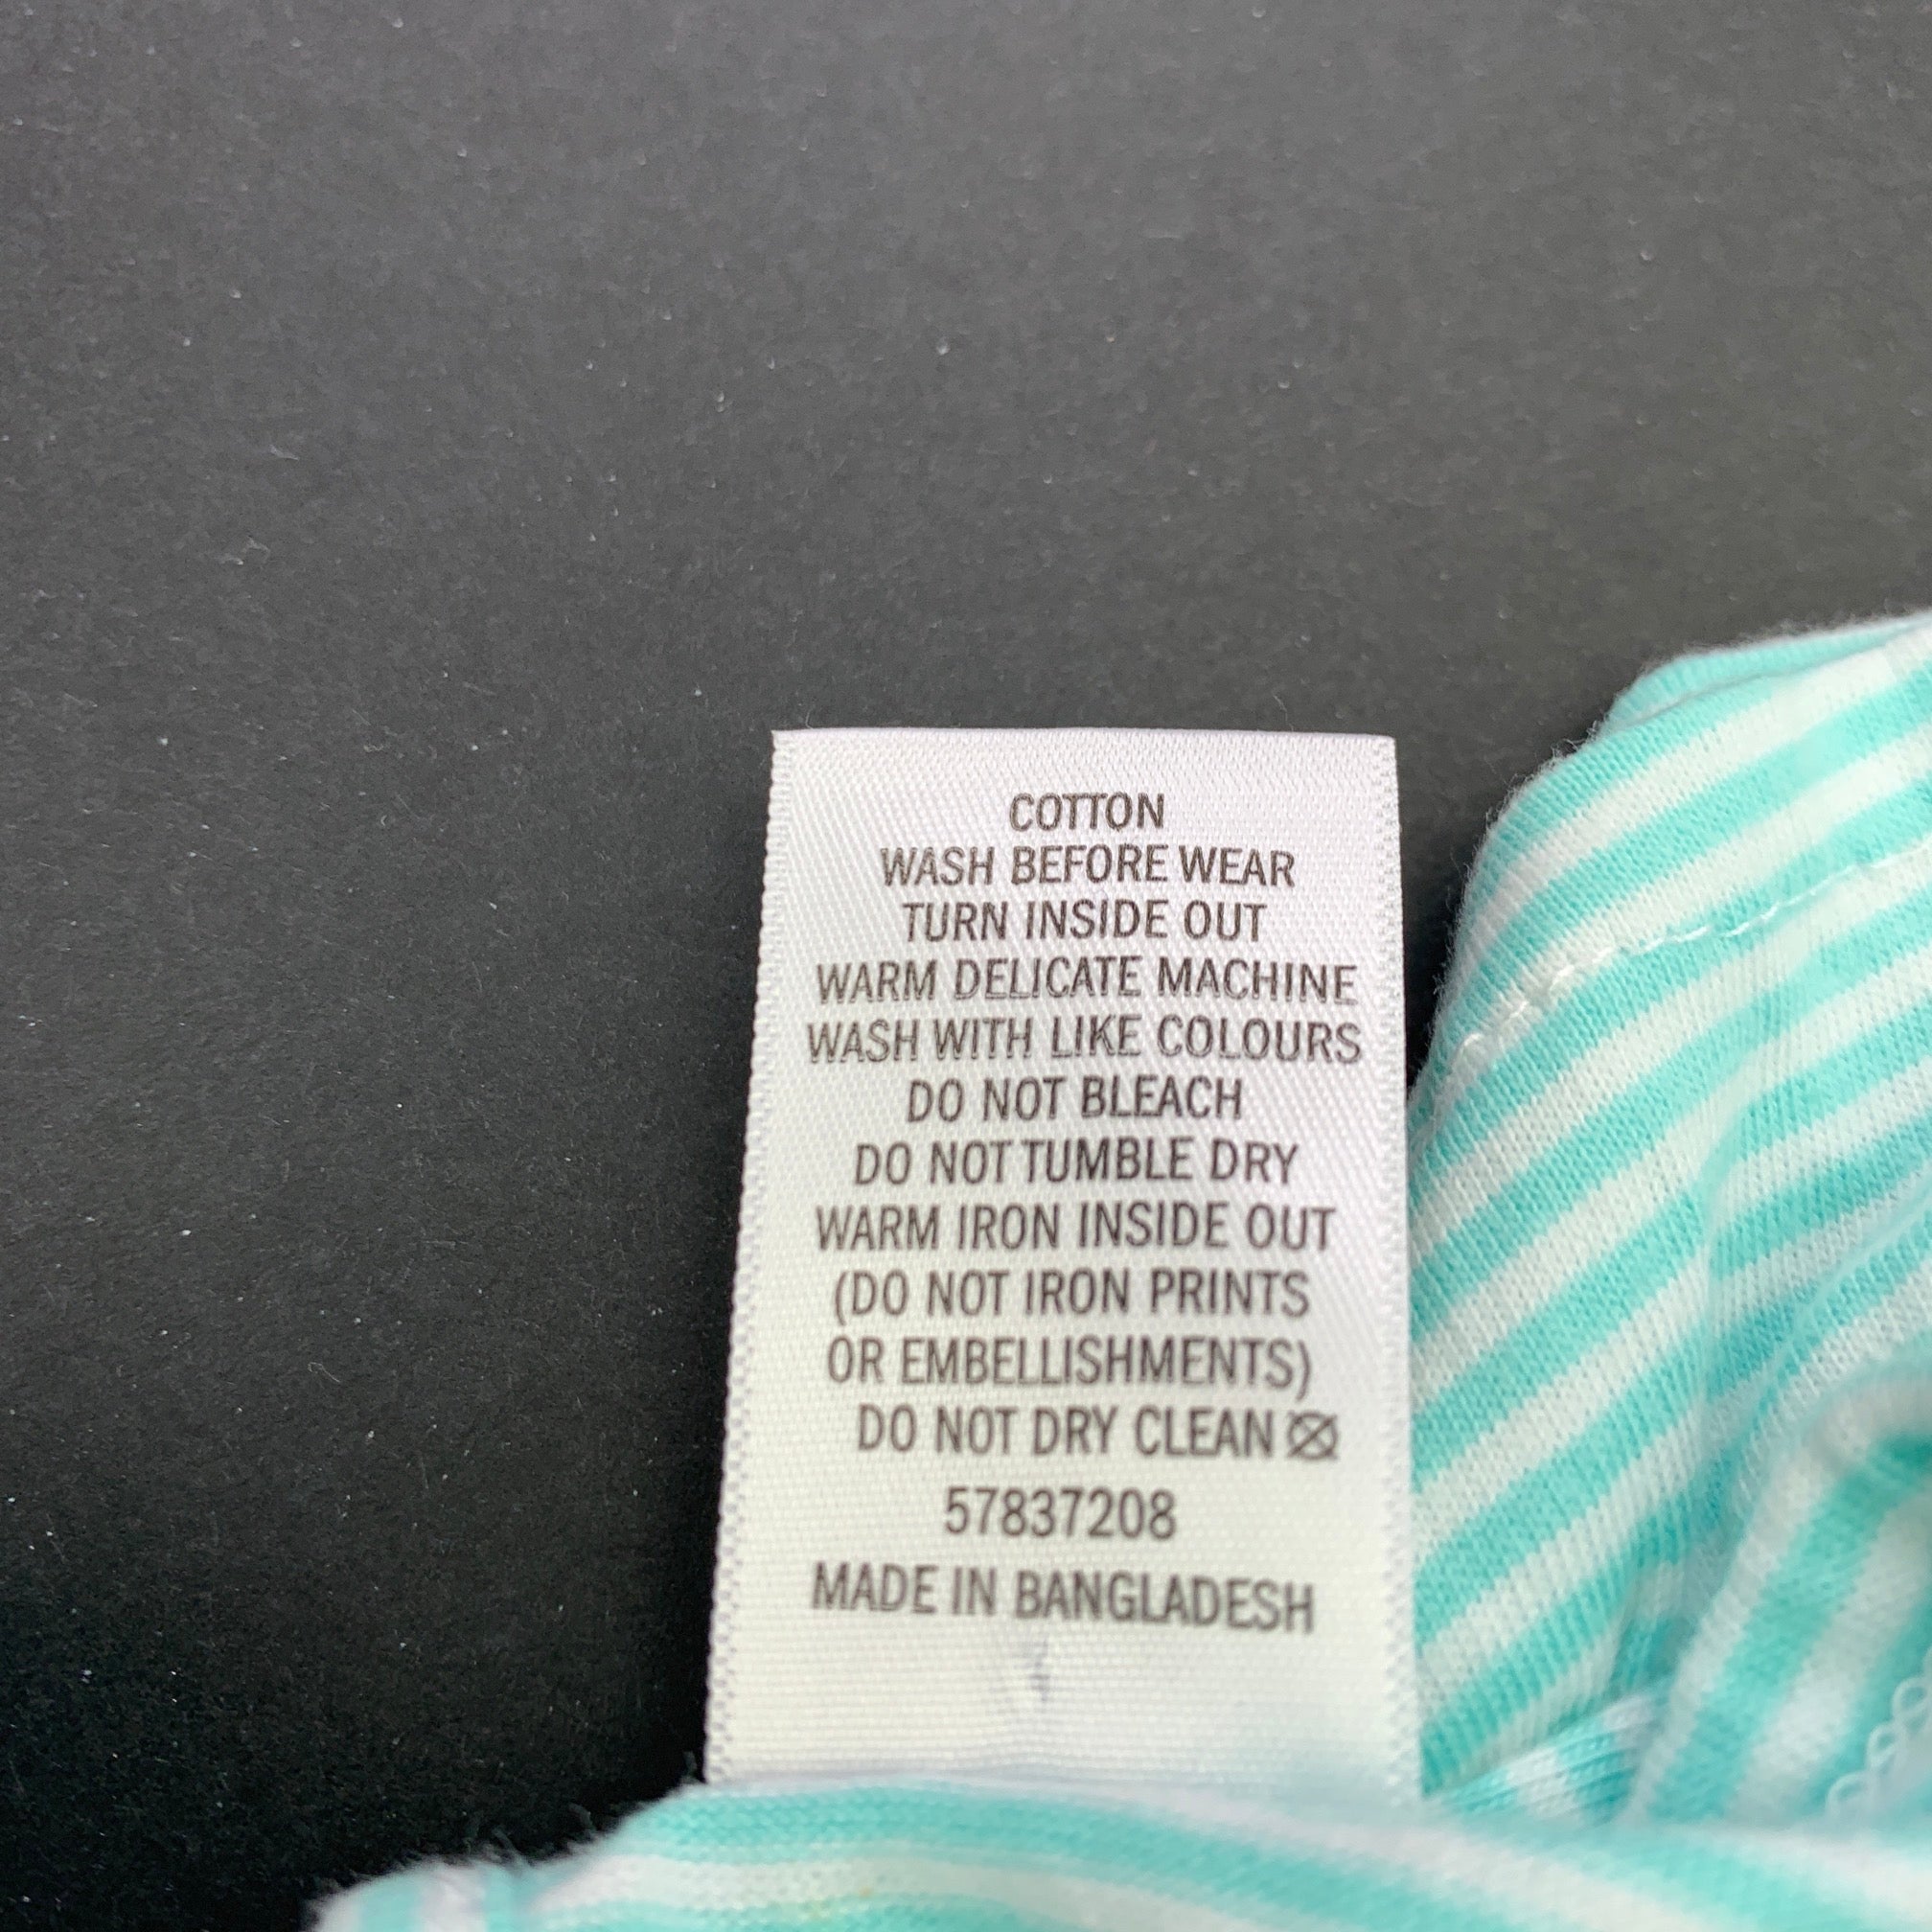 COTTON
WASH BEFORE WEAR
TURN INSIDE OUT
WARM DELICATE MACHINE
WASH WITH LIKE COLOURS
DO NOT BLEACH
DO NOT TUMBLE DRY
WARM IRON INSIDE OUT
(DO NOT IRON PRINTS
OR EMBELLISHMENTS)
DO NOT DRY CLEAN
57837208
MADE IN BANGLADESH